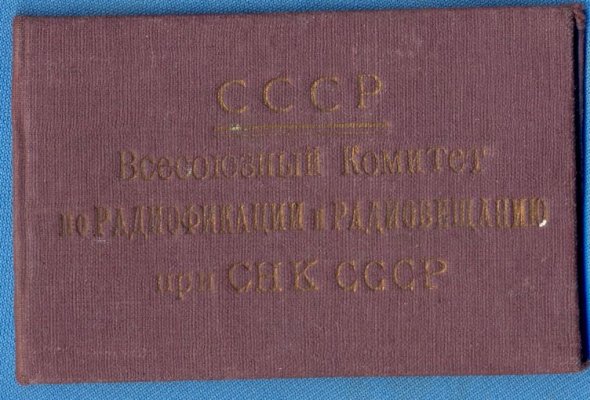 СССР
Всесоюзный Комитет
по Радиофикации и Радиовещанию
при СНК СССР